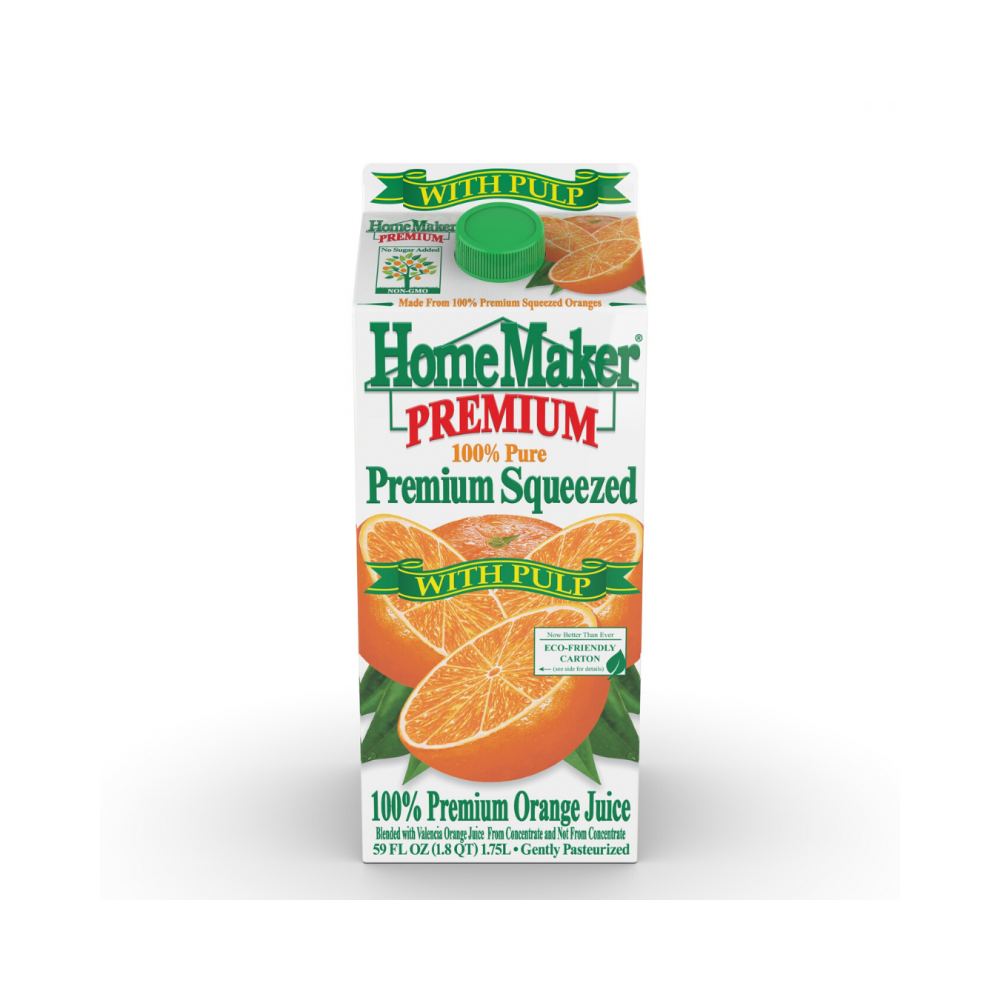 WITH PULP
HomeMaker
PREMIUM
No Sugar Added
NON-GMO
Made From 100% Premium Squeezed Oranges
HomeMaker®
PREMIUM
100% Pure
Premium Squeezed
WITH PULP
Now Better Than Ever
ECO-FRIENDLY
CARTON
(see side for details)
100% Premium Orange Juice
Blended with Valencia Orange Juice From Concentrate and Not From Concentrate
59 FL OZ (1.8 QT) 1.75L • Gently Pasteurized